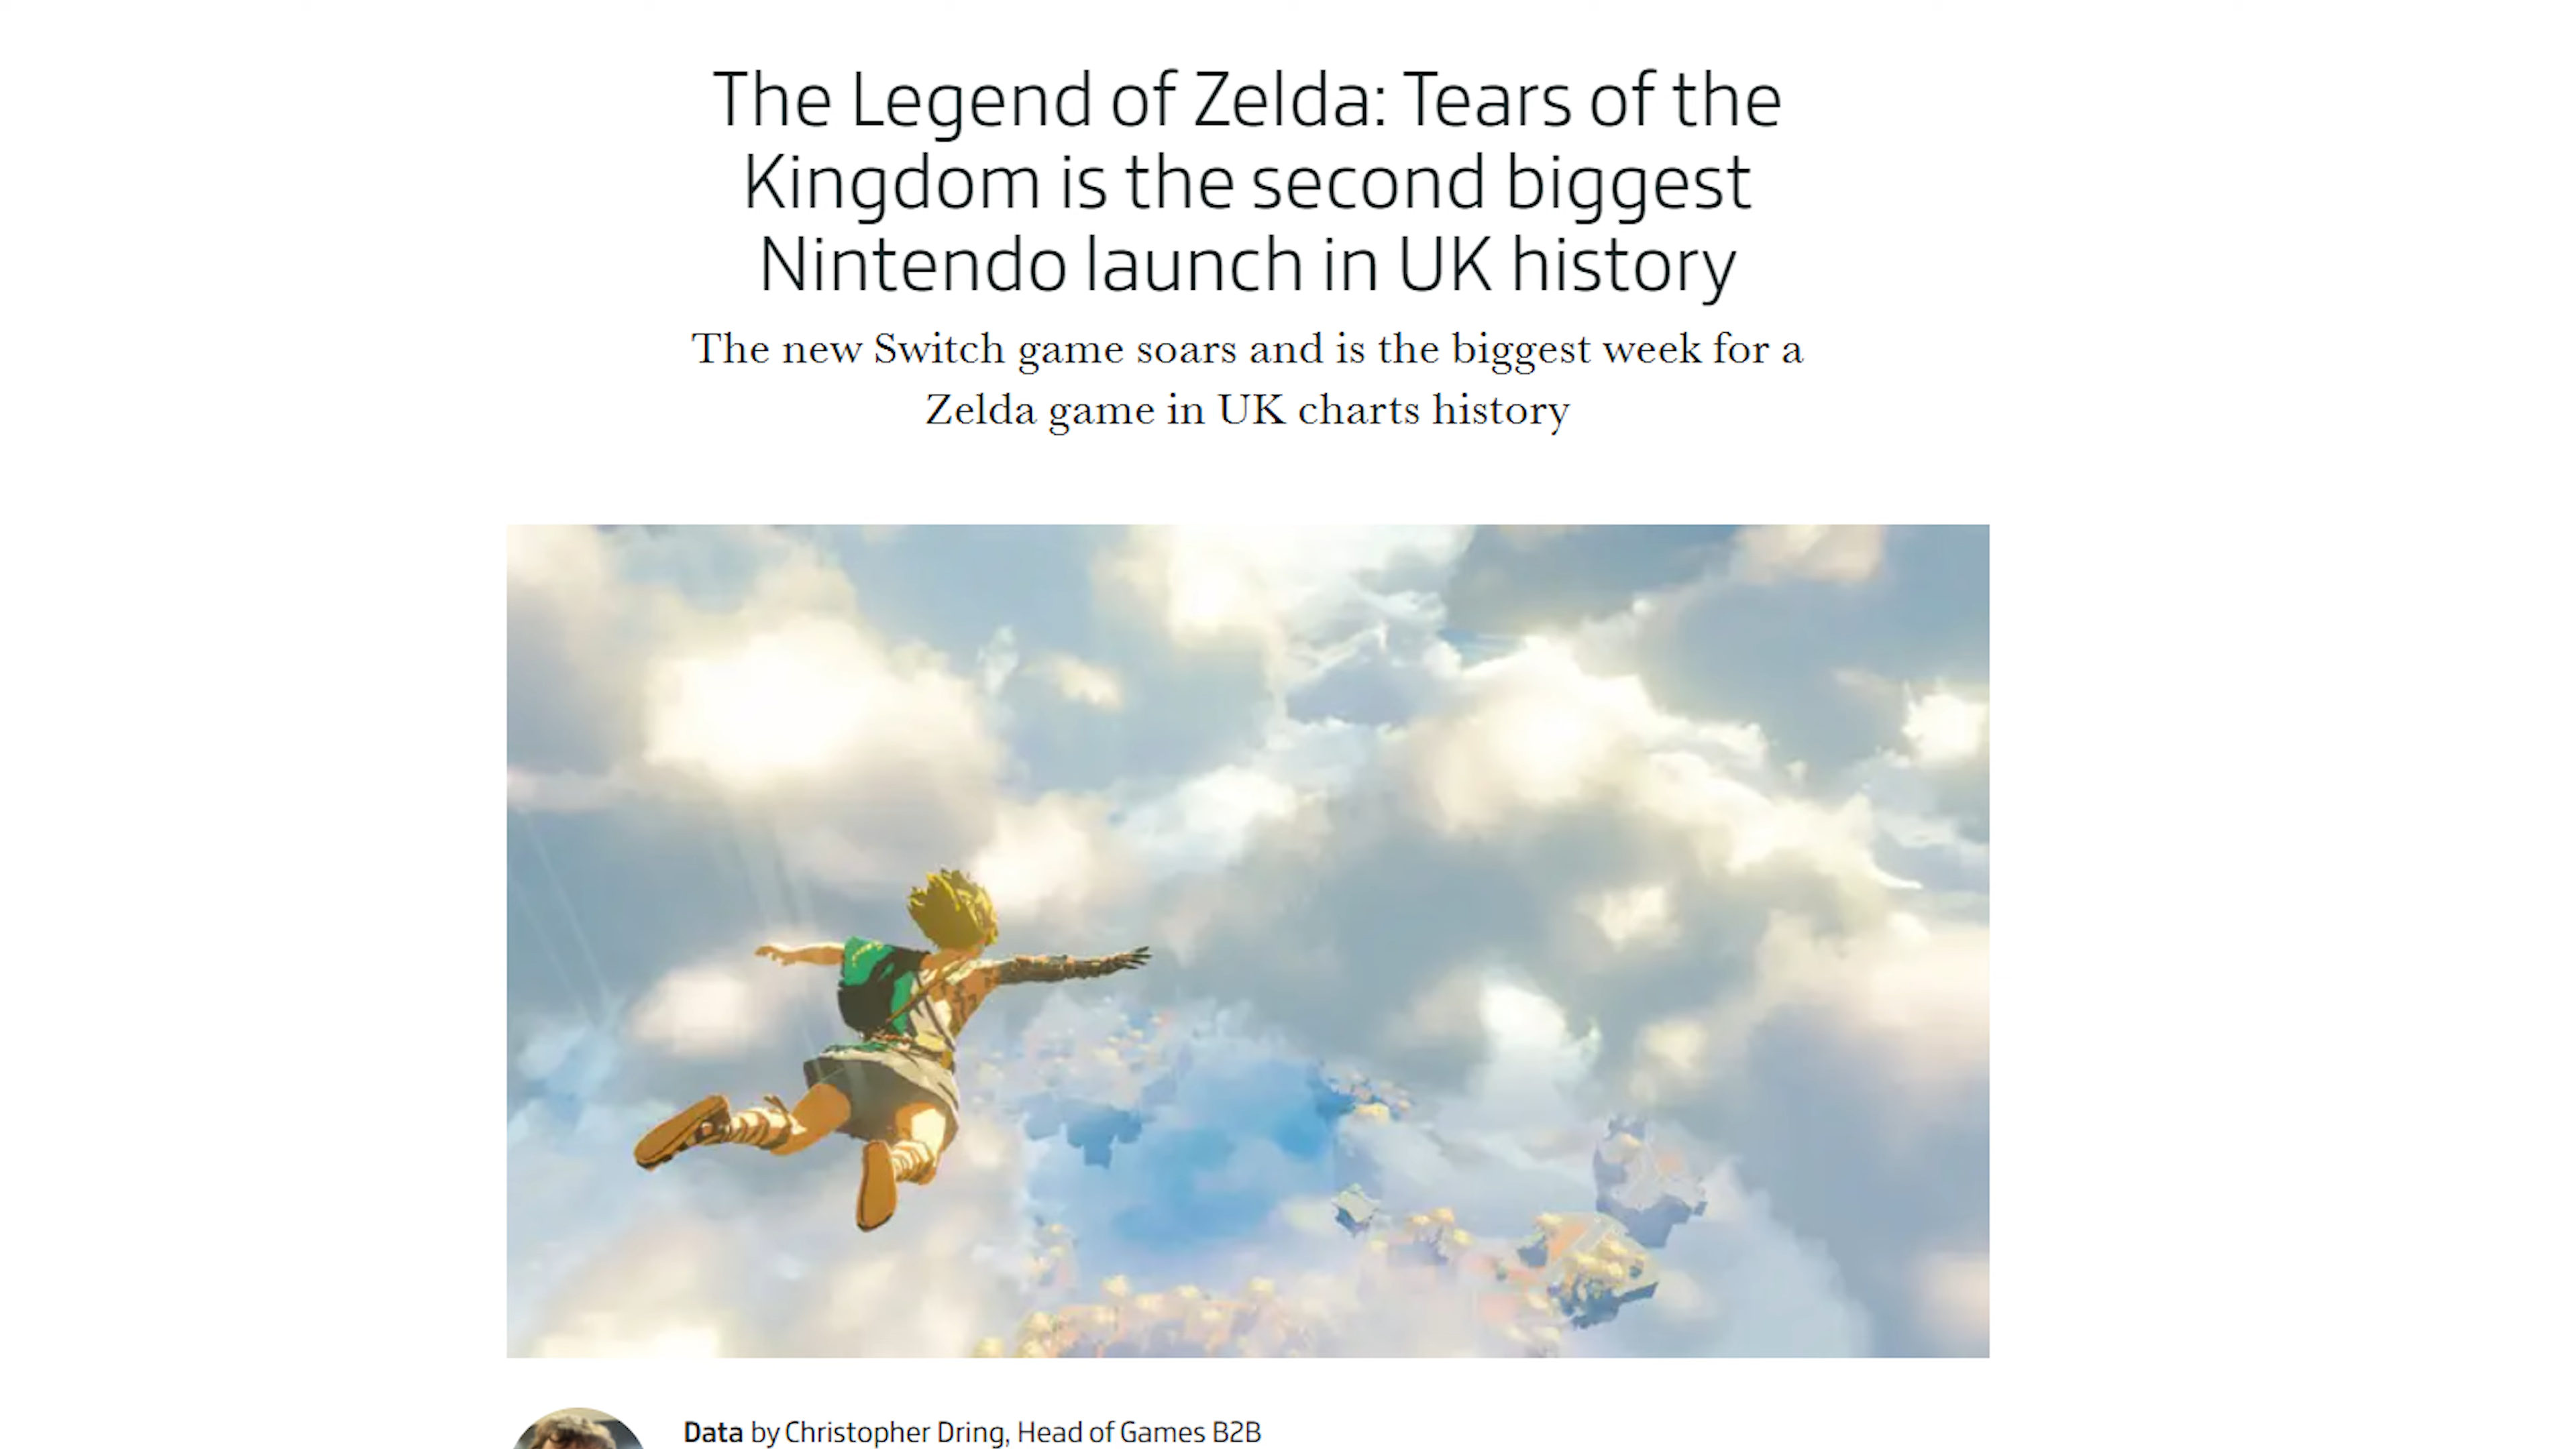 The Legend of Zelda: Tears of the
Kingdom is the second biggest
Nintendo launch in UK history
The new Switch game soars and is the biggest week for a
Zelda game in UK charts history
Data by Christopher Dring, Head of Games B2B